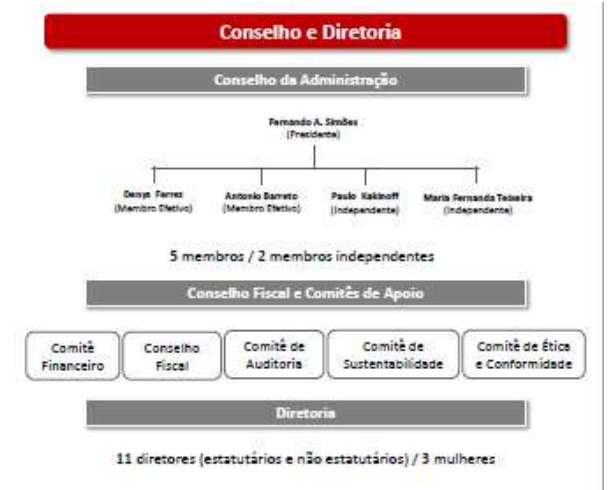 Conselho e Diretoria
Conselho da Administração
Fernando A. Simões
(Presidente)
Denys Ferrez
(Membro Efetivo)
Antonio Barreto
(Membro Efetivo)
Paulo Kakinoff
(Independente)
Maria Fernanda Teixeira
(Independente)
5 membros / 2 membros independentes
Conselho Fiscal e Comitês de Apoio
Comitê
Financeiro
Conselho
Fiscal
Comitê de
Auditoria
Comitê de
Sustentabilidade
Comitê de Ética
e Conformidade
Diretoria
11 diretores (estatutários e não estatutários) / 3 mulheres